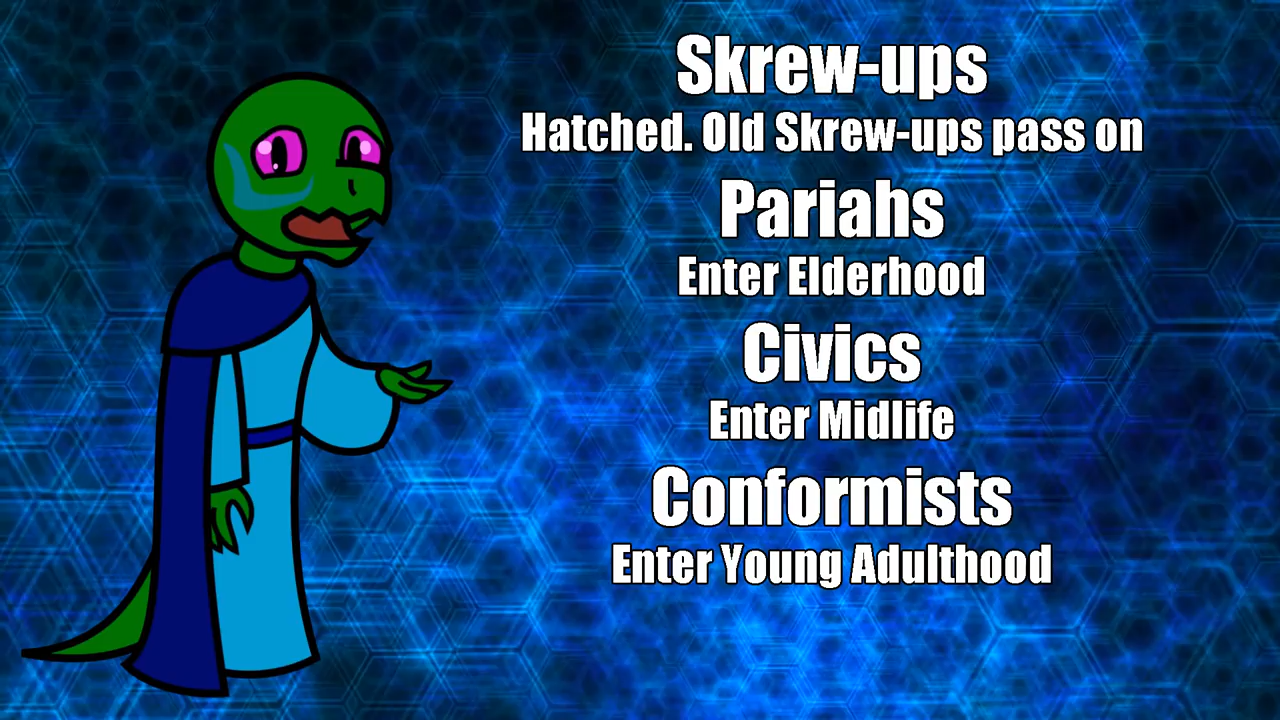 Skrew-ups
Hatched. Old Skrew-ups pass on
Pariahs
Enter Elderhood
Civics
Enter Midlife
Conformists
Enter Young Adulthood